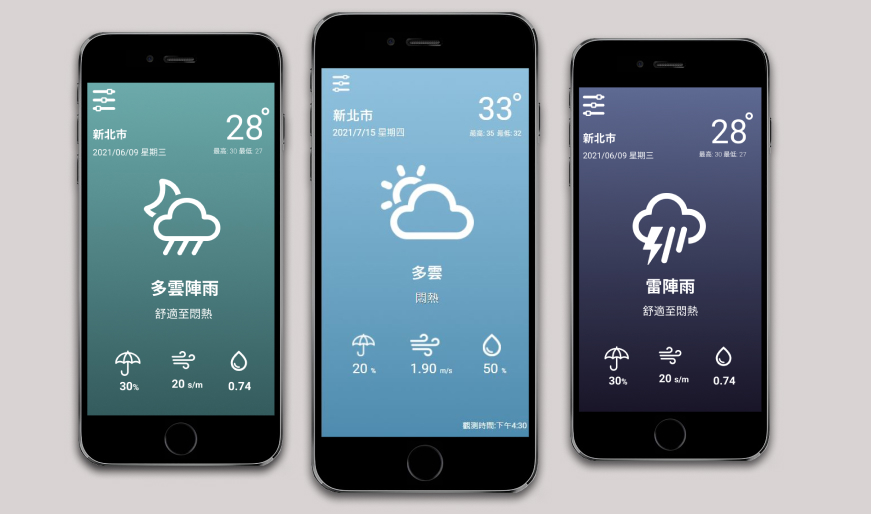 新北市
28°
2021/06/09 星期三
最高: 30 最低: 27
多雲陣雨
舒適至悶熱
30%
20 s/m
0.74
新北市
33°
2021/7/15 星期四
最高: 35 最低: 32
多雲
悶熱
20 %
1.90 m/s
50 %
觀測時間:下午4:30
新北市
28°
2021/06/09 星期三
最高: 30 最低: 27
雷陣雨
舒適至悶熱
30%
20 s/m
0.74